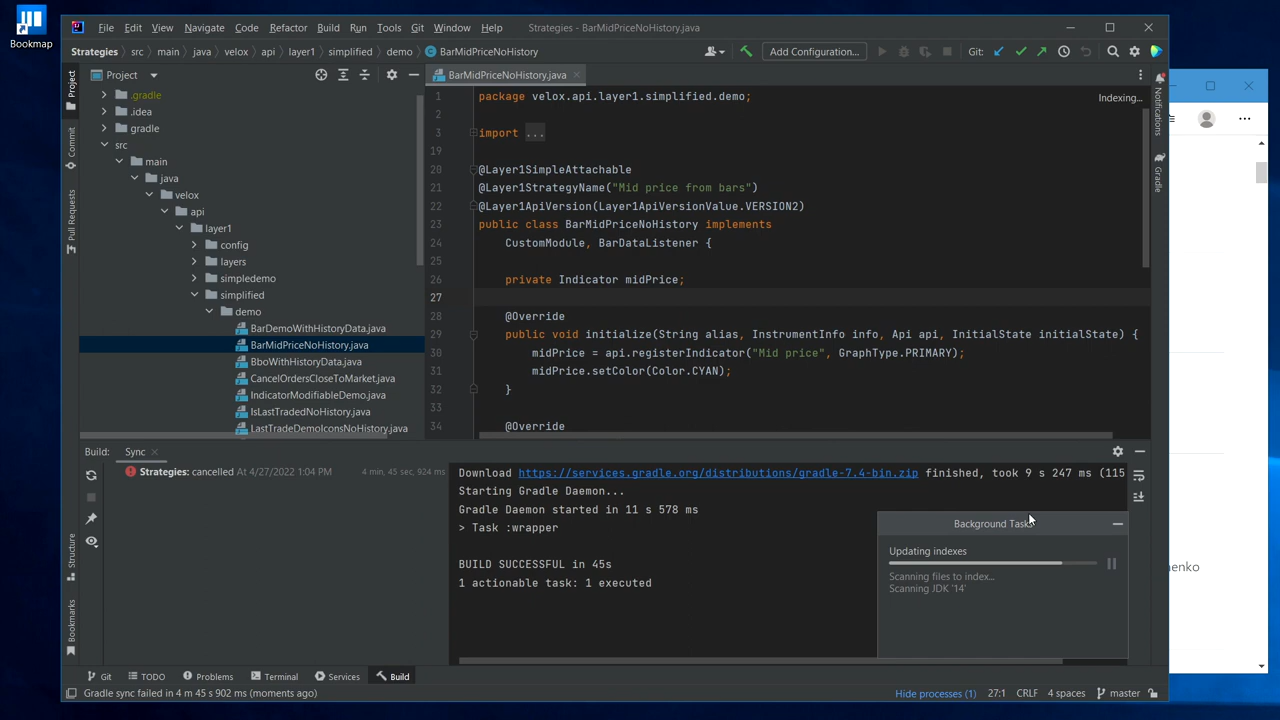 Bookmap
File Edit View Navigate Code Refactor Build Run Tools Git Window Help Strategies - BarMidPriceNoHistory.java
Strategies src main java velox api layer1 simplified demo BarMidPriceNoHistory Add Configuration... Git:
Project
BarMidPriceNoHistory.java
.gradle
.idea
gradle
src
main
java
velox
api
layer1
config
layers
simpledemo
simplified
demo
BarDemoWithHistoryData.java
BarMidPriceNoHistory.java
BboWithHistoryData.java
CancelOrdersCloseToMarket.java
IndicatorModifiableDemo.java
IsLastTradedNoHistory.java
LastTradeDemoIconsNoHistory.java
Project
Commit
Pull Requests
Structure
Bookmarks
1 package velox.api.layer1.simplified.demo;
2
3 import ...
19
20 @Layer1SimpleAttachable
21 @Layer1StrategyName("Mid price from bars")
22 @Layer1ApiVersion(Layer1ApiVersionValue.VERSION2)
23 public class BarMidPriceNoHistory implements
24 CustomModule, BarDataListener {
25
26 private Indicator midPrice;
27
28 @Override
29 public void initialize(String alias, InstrumentInfo info, Api api, InitialState initialState) {
30 midPrice = api.registerIndicator("Mid price", GraphType.PRIMARY);
31 midPrice.setColor(Color.CYAN);
32 }
33
34 @Override
Indexing...
Notifications
Gradle
Build: Sync
Strategies: cancelled At 4/27/2022 1:04 PM 4 min, 45 sec, 924 ms
Download https://services.gradle.org/distributions/gradle-7.4-bin.zip finished, took 9 s 247 ms (115
Starting Gradle Daemon...
Gradle Daemon started in 11 s 578 ms
> Task :wrapper
BUILD SUCCESSFUL in 45s
1 actionable task: 1 executed
Background Tasks
Updating indexes
Scanning files to index...
Scanning JDK '14'
enko
Git TODO Problems Terminal Services Build
Gradle sync failed in 4 m 45 s 902 ms (moments ago) Hide processes (1) 27:1 CRLF 4 spaces master